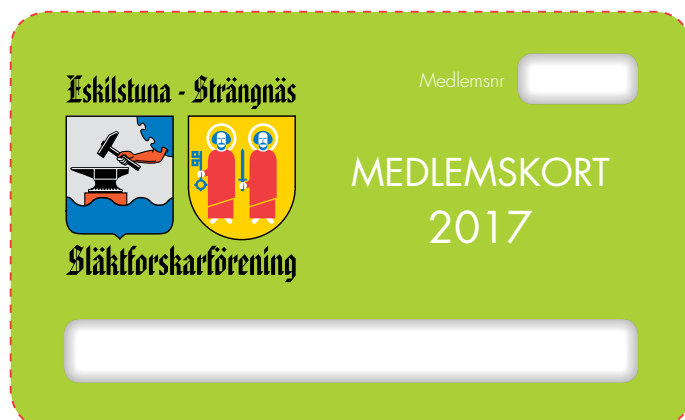 Eskilstuna - Strängnäs
Släktforskarförening
Medlemsnr
MEDLEMSKORT
2017